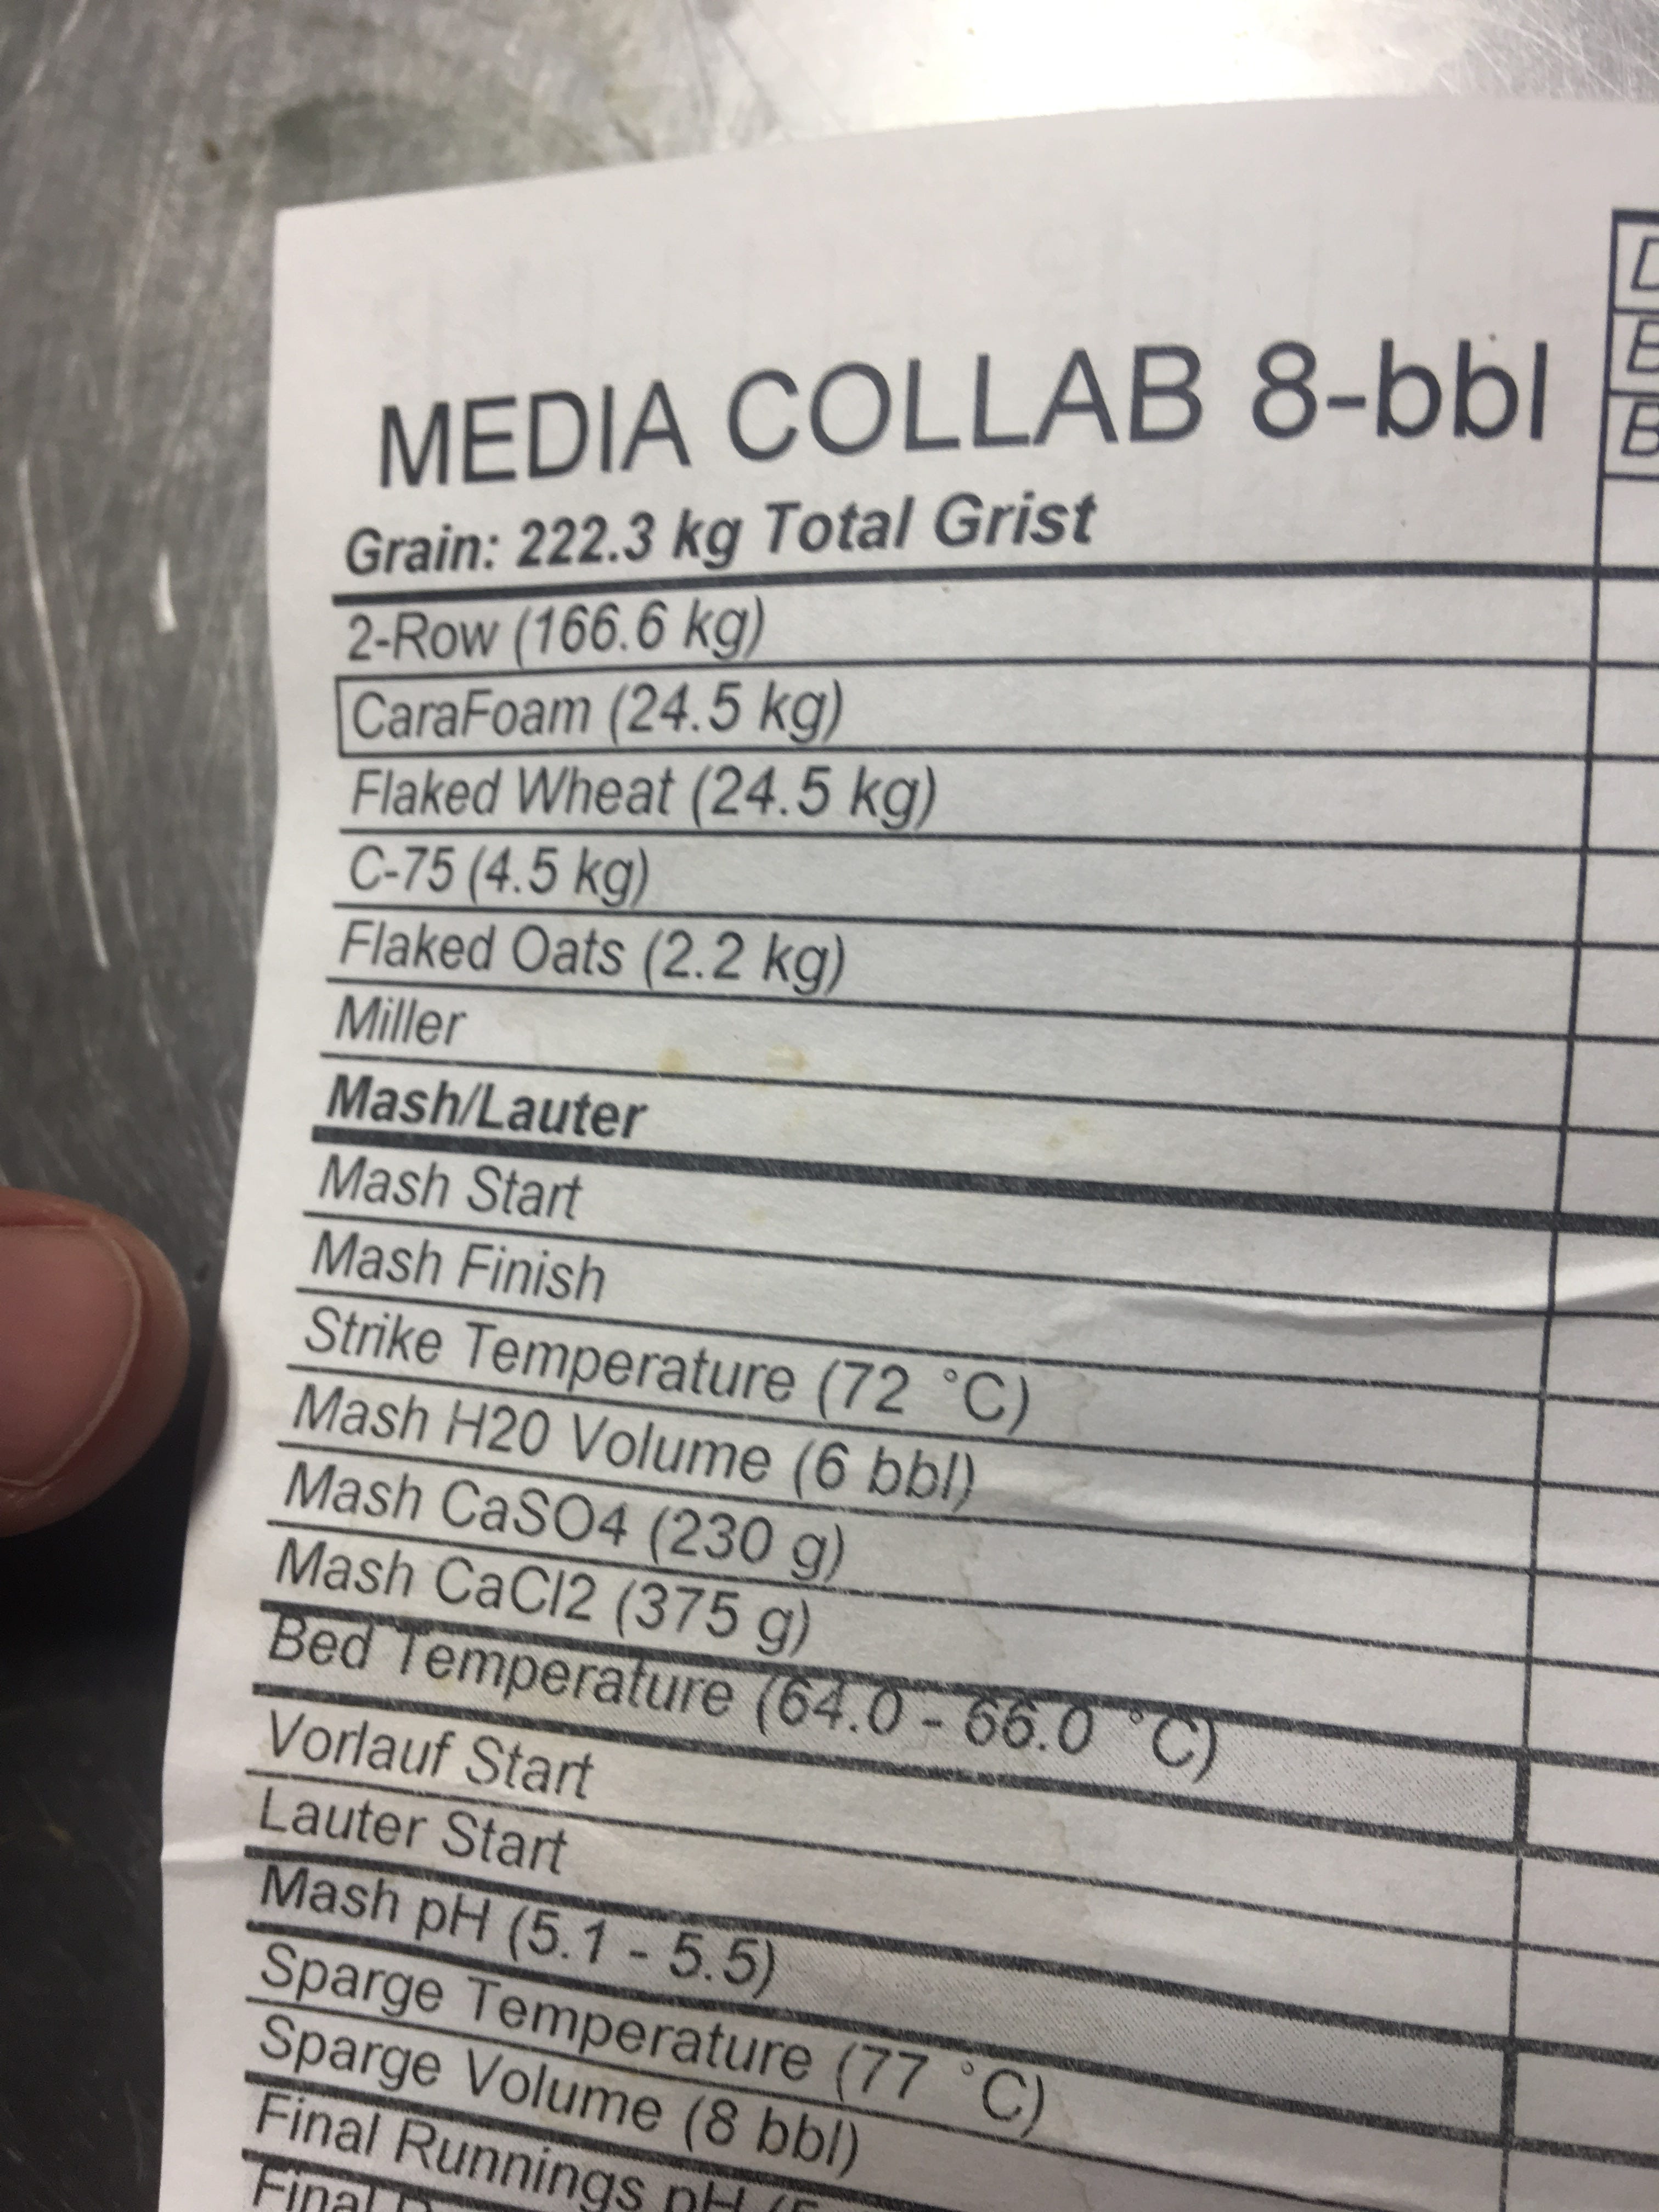 MEDIA COLLAB 8-bbl
Grain: 222.3 kg Total Grist
2-Row (166.6 kg)
CaraFoam (24.5 kg)
Flaked Wheat (24.5 kg)
C-75 (4.5 kg)
Flaked Oats (2.2 kg)
Miller
Mash/Lauter
Mash Start
Mash Finish
Strike Temperature (72 °C)
Mash H20 Volume (6 bbl)
Mash CaSO4 (230 g)
Mash CaCl2 (375 g)
Bed Temperature (64.0 - 66.0 °C)
Vorlauf Start
Lauter Start
Mash pH (5.1 - 5.5)
Sparge Temperature (77 °C)
Sparge Volume (8 bbl)
Final Runnings pH
Final